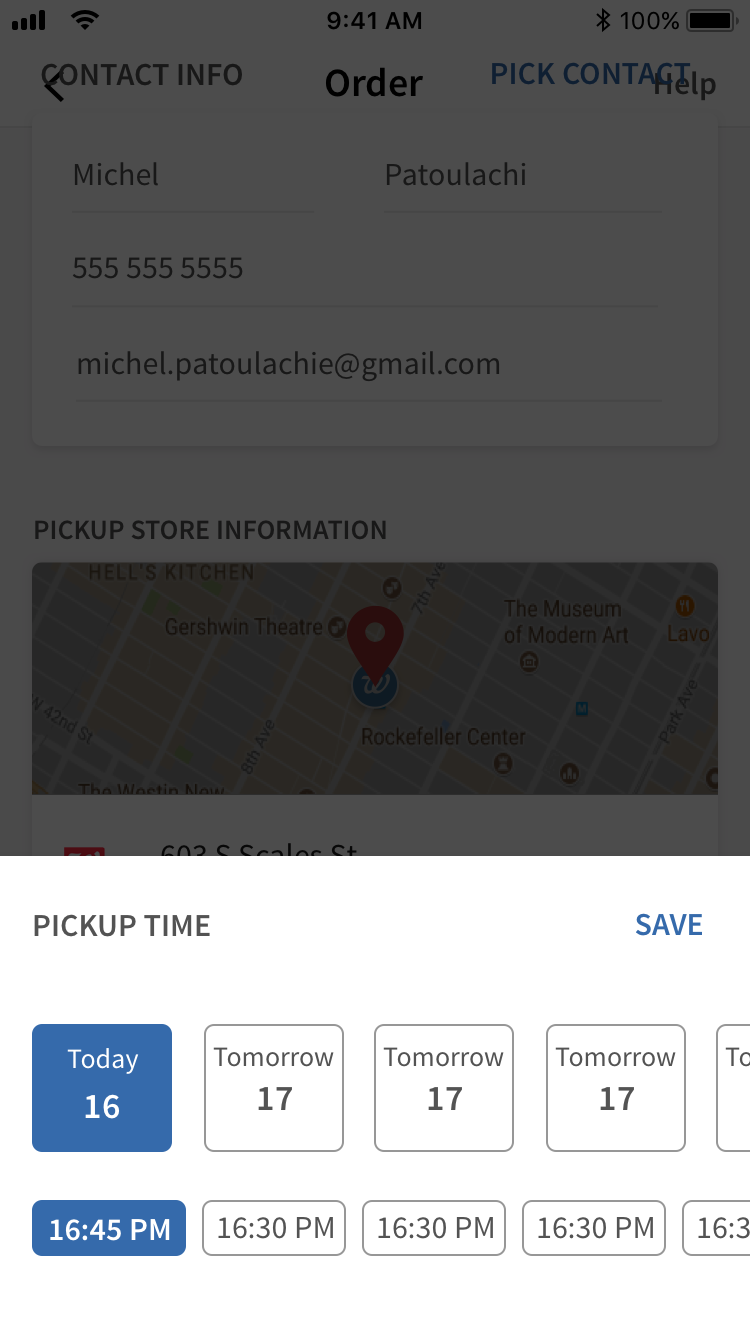 9:41 AM
100%
CONTACT INFO
Order
PICK CONTACT
Help
Michel
Patoulachi
555 555 5555
michel.patoulachie@gmail.com
PICKUP STORE INFORMATION
HELL'S KITCHEN
7th Ave
Gershwin Theatre
The Museum
of Modern Art
Lavo
W 42nd St
8th Ave
Rockefeller Center
Park Ave
The Westin New
603 S Scales St
PICKUP TIME
SAVE
Today
16
Tomorrow
17
Tomorrow
17
Tomorrow
17
To
16:45 PM
16:30 PM
16:30 PM
16:30 PM
16:3